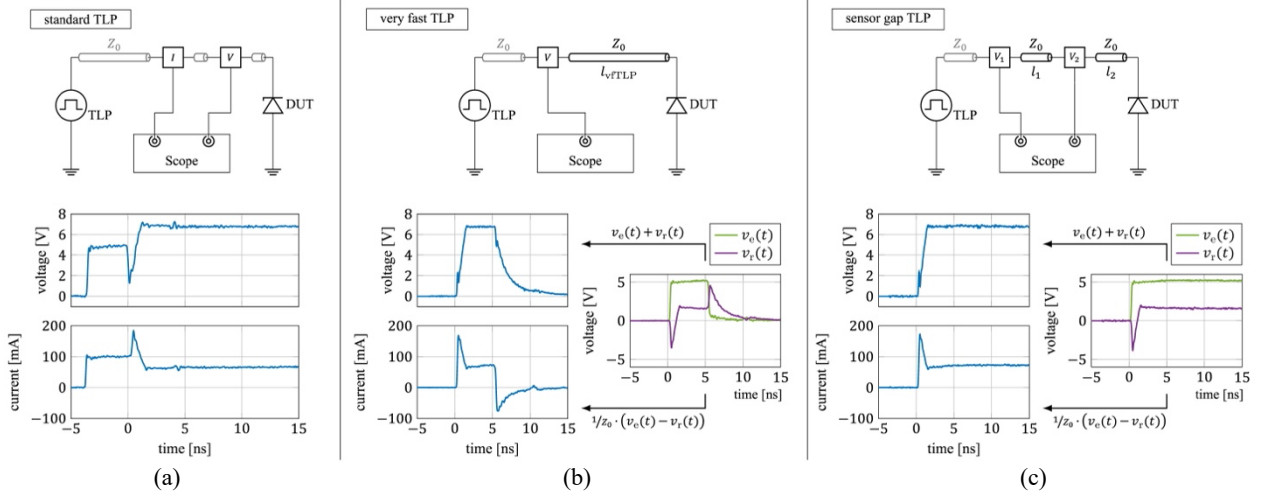 standard TLP
Z₀
I
V
TLP
DUT
Scope
voltage [V]
8
6
4
2
0
current [mA]
200
100
0
−100
−5 0 5 10 15
time [ns]
(a)
very fast TLP
Z₀
Z₀
V
l_vfTLP
TLP
DUT
Scope
voltage [V]
8
6
4
2
0
current [mA]
200
100
0
−100
−5 0 5 10 15
time [ns]
vₑ(t) + vᵣ(t)
vₑ(t)
vᵣ(t)
voltage [V]
5
0
−5
−5 0 5 10 15
time [ns]
1/Z₀ · (vₑ(t) − vᵣ(t))
(b)
sensor gap TLP
Z₀
Z₀
Z₀
V₁
V₂
l₁
l₂
TLP
DUT
Scope
voltage [V]
8
6
4
2
0
current [mA]
200
100
0
−100
−5 0 5 10 15
time [ns]
vₑ(t) + vᵣ(t)
vₑ(t)
vᵣ(t)
voltage [V]
5
0
−5
−5 0 5 10 15
time [ns]
1/Z₀ · (vₑ(t) − vᵣ(t))
(c)